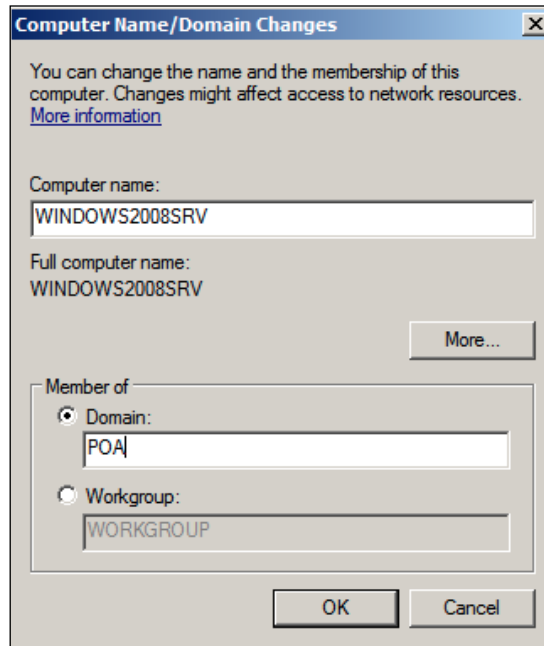 Computer Name/Domain Changes
You can change the name and the membership of this
computer. Changes might affect access to network resources.
More information
Computer name:
WINDOWS2008SRV
Full computer name:
WINDOWS2008SRV
More...
Member of
Domain:
POA
Workgroup:
WORKGROUP
OK
Cancel